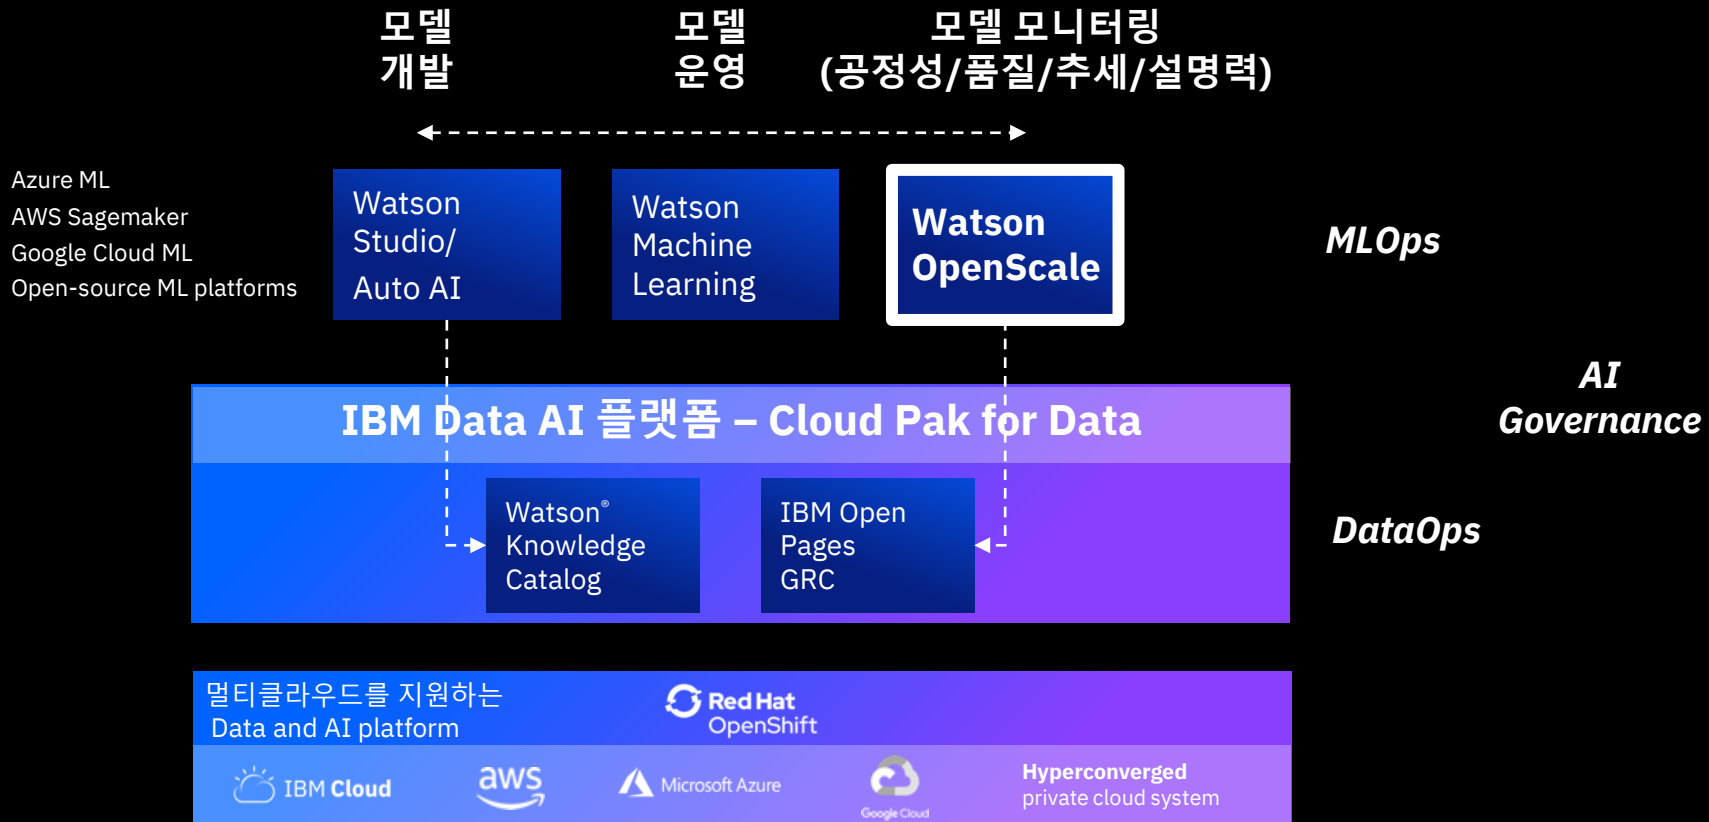 모델
개발
모델
운영
모델 모니터링
(공정성/품질/추세/설명력)
Azure ML
AWS Sagemaker
Google Cloud ML
Open-source ML platforms
Watson
Studio/
Auto AI
Watson
Machine
Learning
Watson
OpenScale
MLOps
AI
Governance
IBM Data AI 플랫폼 – Cloud Pak for Data
Watson®
Knowledge
Catalog
IBM Open
Pages
GRC
DataOps
멀티클라우드를 지원하는
Data and AI platform
Red Hat
OpenShift
IBM Cloud
aws
Microsoft Azure
Google Cloud
Hyperconverged
private cloud system